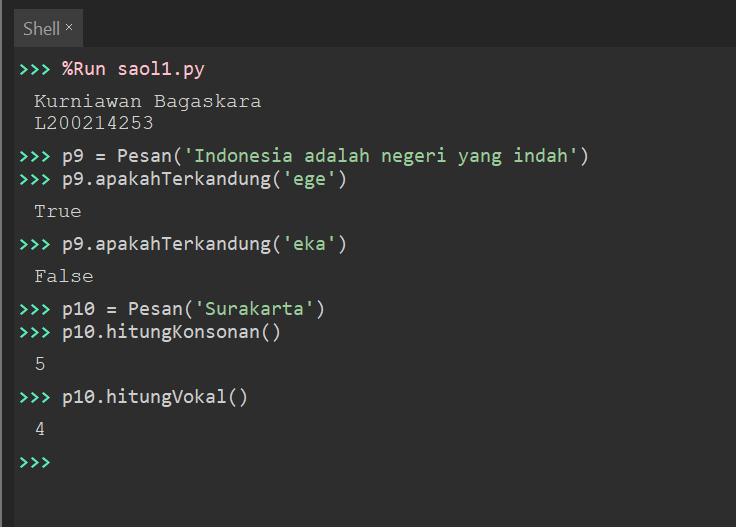 Shell ×
>>> %Run saol1.py
Kurniawan Bagaskara
L200214253
>>> p9 = Pesan('Indonesia adalah negeri yang indah')
>>> p9.apakahTerkandung('ege')
True
>>> p9.apakahTerkandung('eka')
False
>>> p10 = Pesan('Surakarta')
>>> p10.hitungKonsonan()
5
>>> p10.hitungVokal()
4
>>>